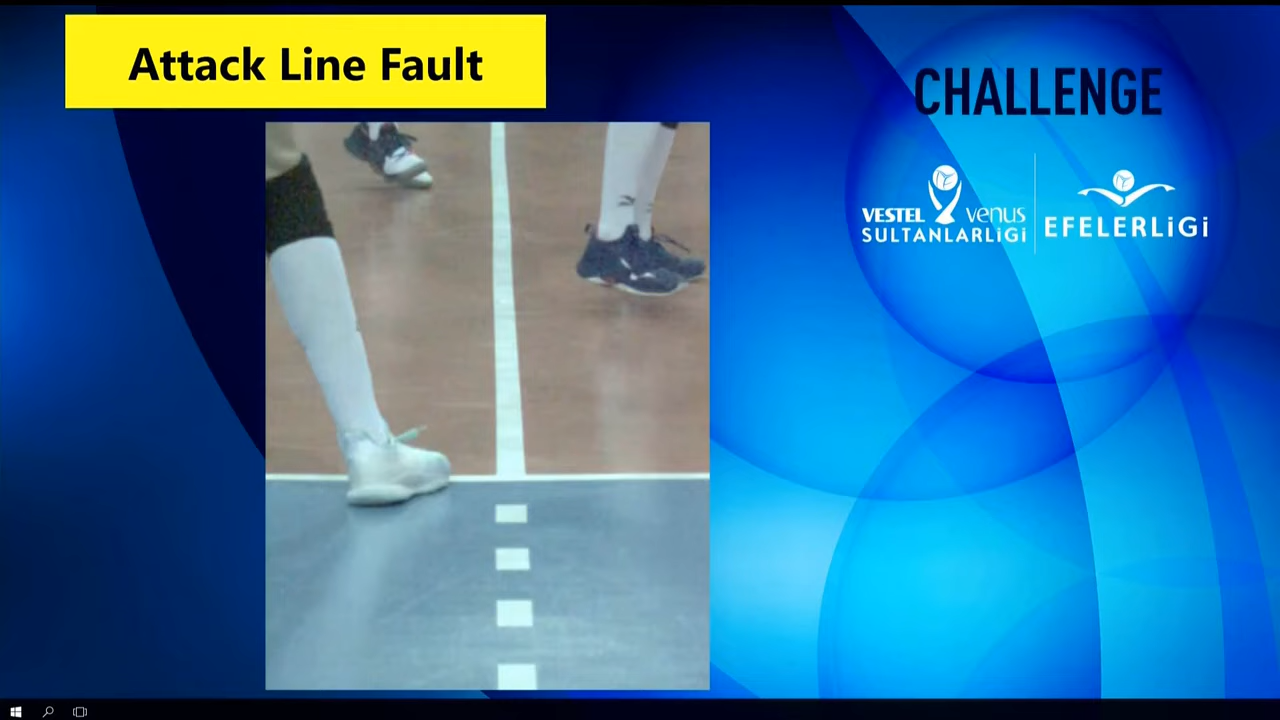 Attack Line Fault
CHALLENGE
VESTEL venus
SULTANLARLiGi
EFELERLiGi